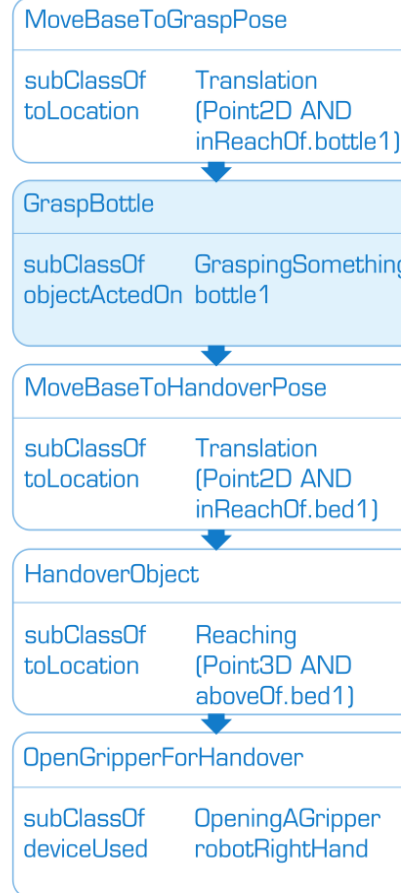 MoveBaseToGraspPose
subClassOf Translation
toLocation (Point2D AND
inReachOf.bottle1)
GraspBottle
subClassOf GraspingSomething
objectActedOn bottle1
MoveBaseToHandoverPose
subClassOf Translation
toLocation (Point2D AND
inReachOf.bed1)
HandoverObject
subClassOf Reaching
toLocation (Point3D AND
aboveOf.bed1)
OpenGripperForHandover
subClassOf OpeningAGripper
deviceUsed robotRightHand